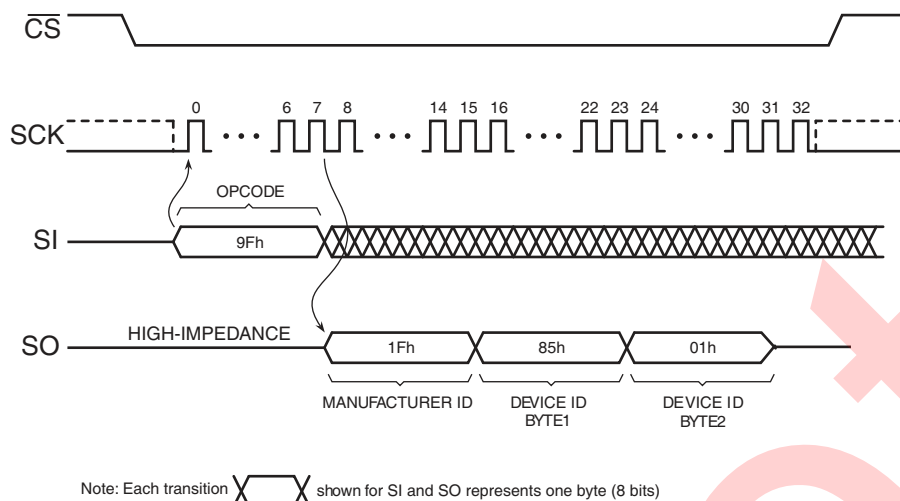 CS
SCK
0 6 7 8 14 15 16 22 23 24 30 31 32
OPCODE
SI
9Fh
SO
HIGH-IMPEDANCE
1Fh 85h 01h
MANUFACTURER ID
DEVICE ID
BYTE1
DEVICE ID
BYTE2
Note: Each transition shown for SI and SO represents one byte (8 bits)